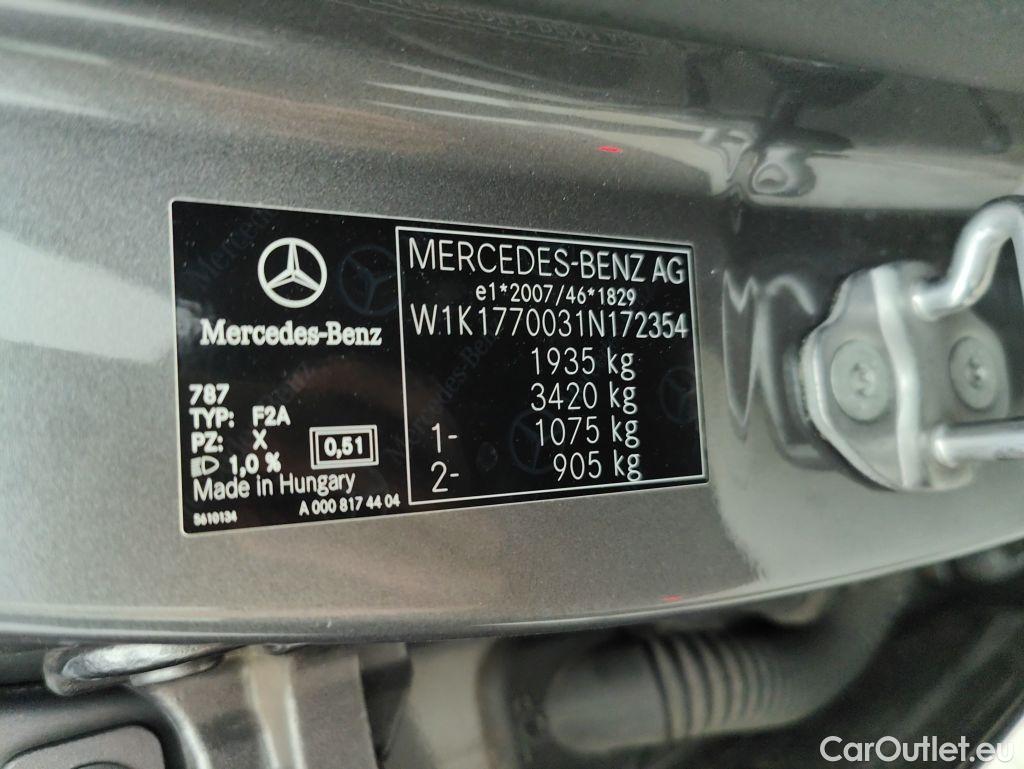 Mercedes-Benz
787
TYP: F2A
PZ: X
0,51
1,0 %
Made in Hungary
5610134
A 000 817 44 04
MERCEDES-BENZ AG
e1*2007/46*1829
W1K1770031N172354
1935 kg
3420 kg
1- 1075 kg
2- 905 kg
CarOutlet.eu